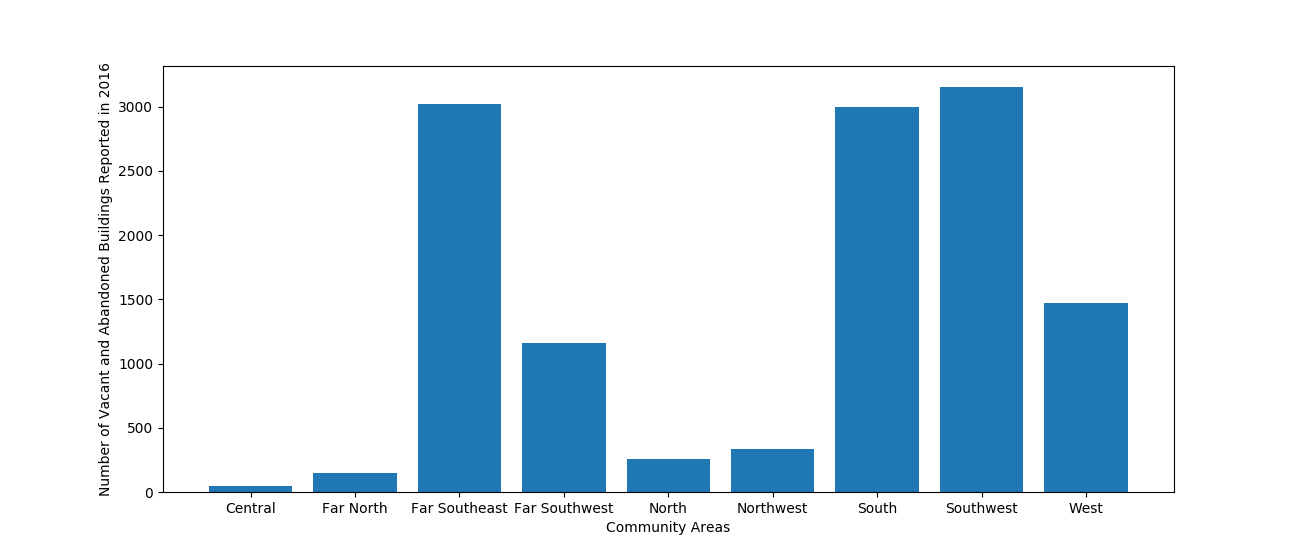 Number of Vacant and Abandoned Buildings Reported in 2016
3000
2500
2000
1500
1000
500
0
Central Far North Far Southeast Far Southwest North Northwest South Southwest West
Community Areas